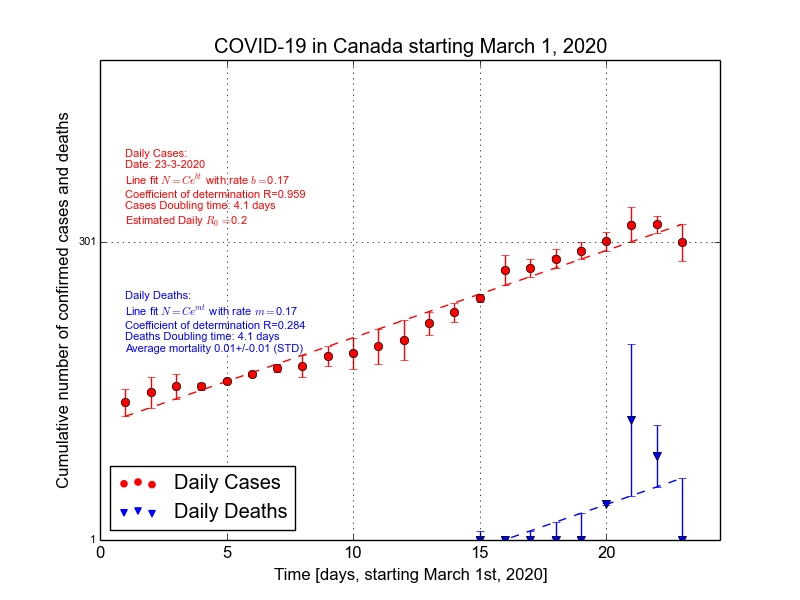 COVID-19 in Canada starting March 1, 2020
Cumulative number of confirmed cases and deaths
Daily Cases:
Date: 23-3-2020
Line fit N=Ce^{bt} with rate b=0.17
Coefficient of determination R=0.959
Cases Doubling time: 4.1 days
Estimated Daily R_0=0.2
301
Daily Deaths:
Line fit N=Ce^{mt} with rate m=0.17
Coefficient of determination R=0.284
Deaths Doubling time: 4.1 days
Average mortality 0.01+/-0.01 (STD)
Daily Cases
Daily Deaths
1
0 5 10 15 20
Time [days, starting March 1st, 2020]